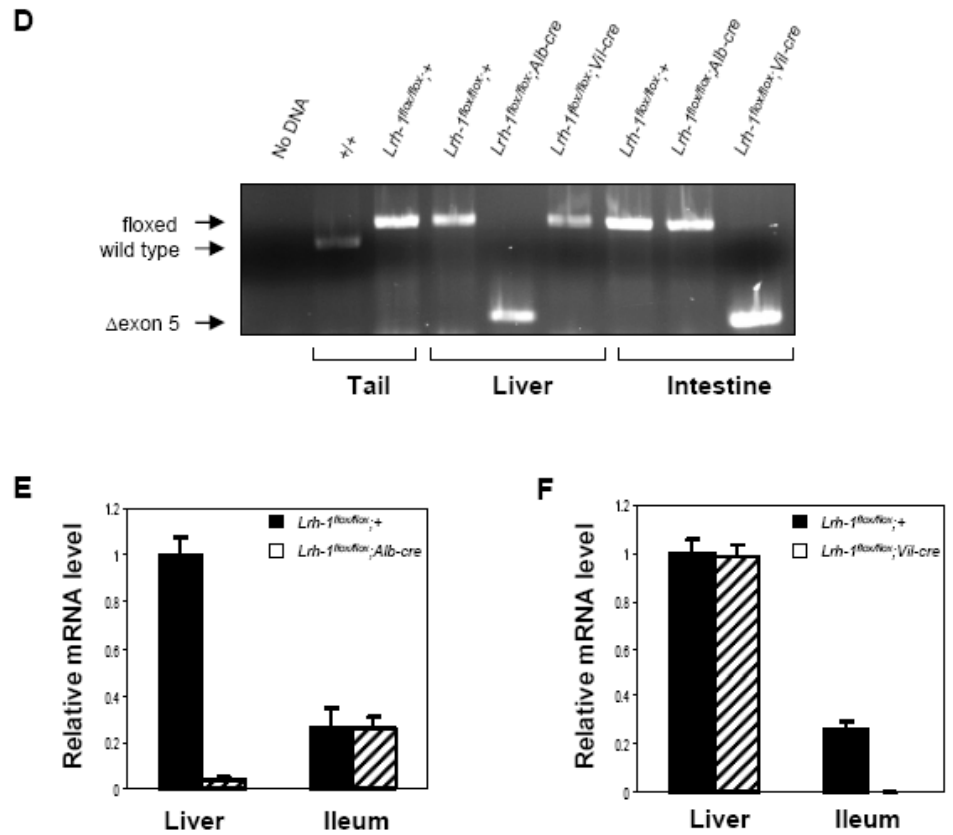 D
No DNA
+/+
Lrh-1flox/flox;+
Lrh-1flox/flox;+
Lrh-1flox/flox;Alb-cre
Lrh-1flox/flox;Vil-cre
Lrh-1flox/flox;+
Lrh-1flox/flox;Alb-cre
Lrh-1flox/flox;Vil-cre
floxed
wild type
Δexon 5
Tail
Liver
Intestine
E
Relative mRNA level
1.2
1
0.8
0.6
0.4
0.2
0
Lrh-1flox/flox;+
Lrh-1flox/flox;Alb-cre
Liver
Ileum
F
Relative mRNA level
1.2
1
0.8
0.6
0.4
0.2
0
Lrh-1flox/flox;+
Lrh-1flox/flox;Vil-cre
Liver
Ileum